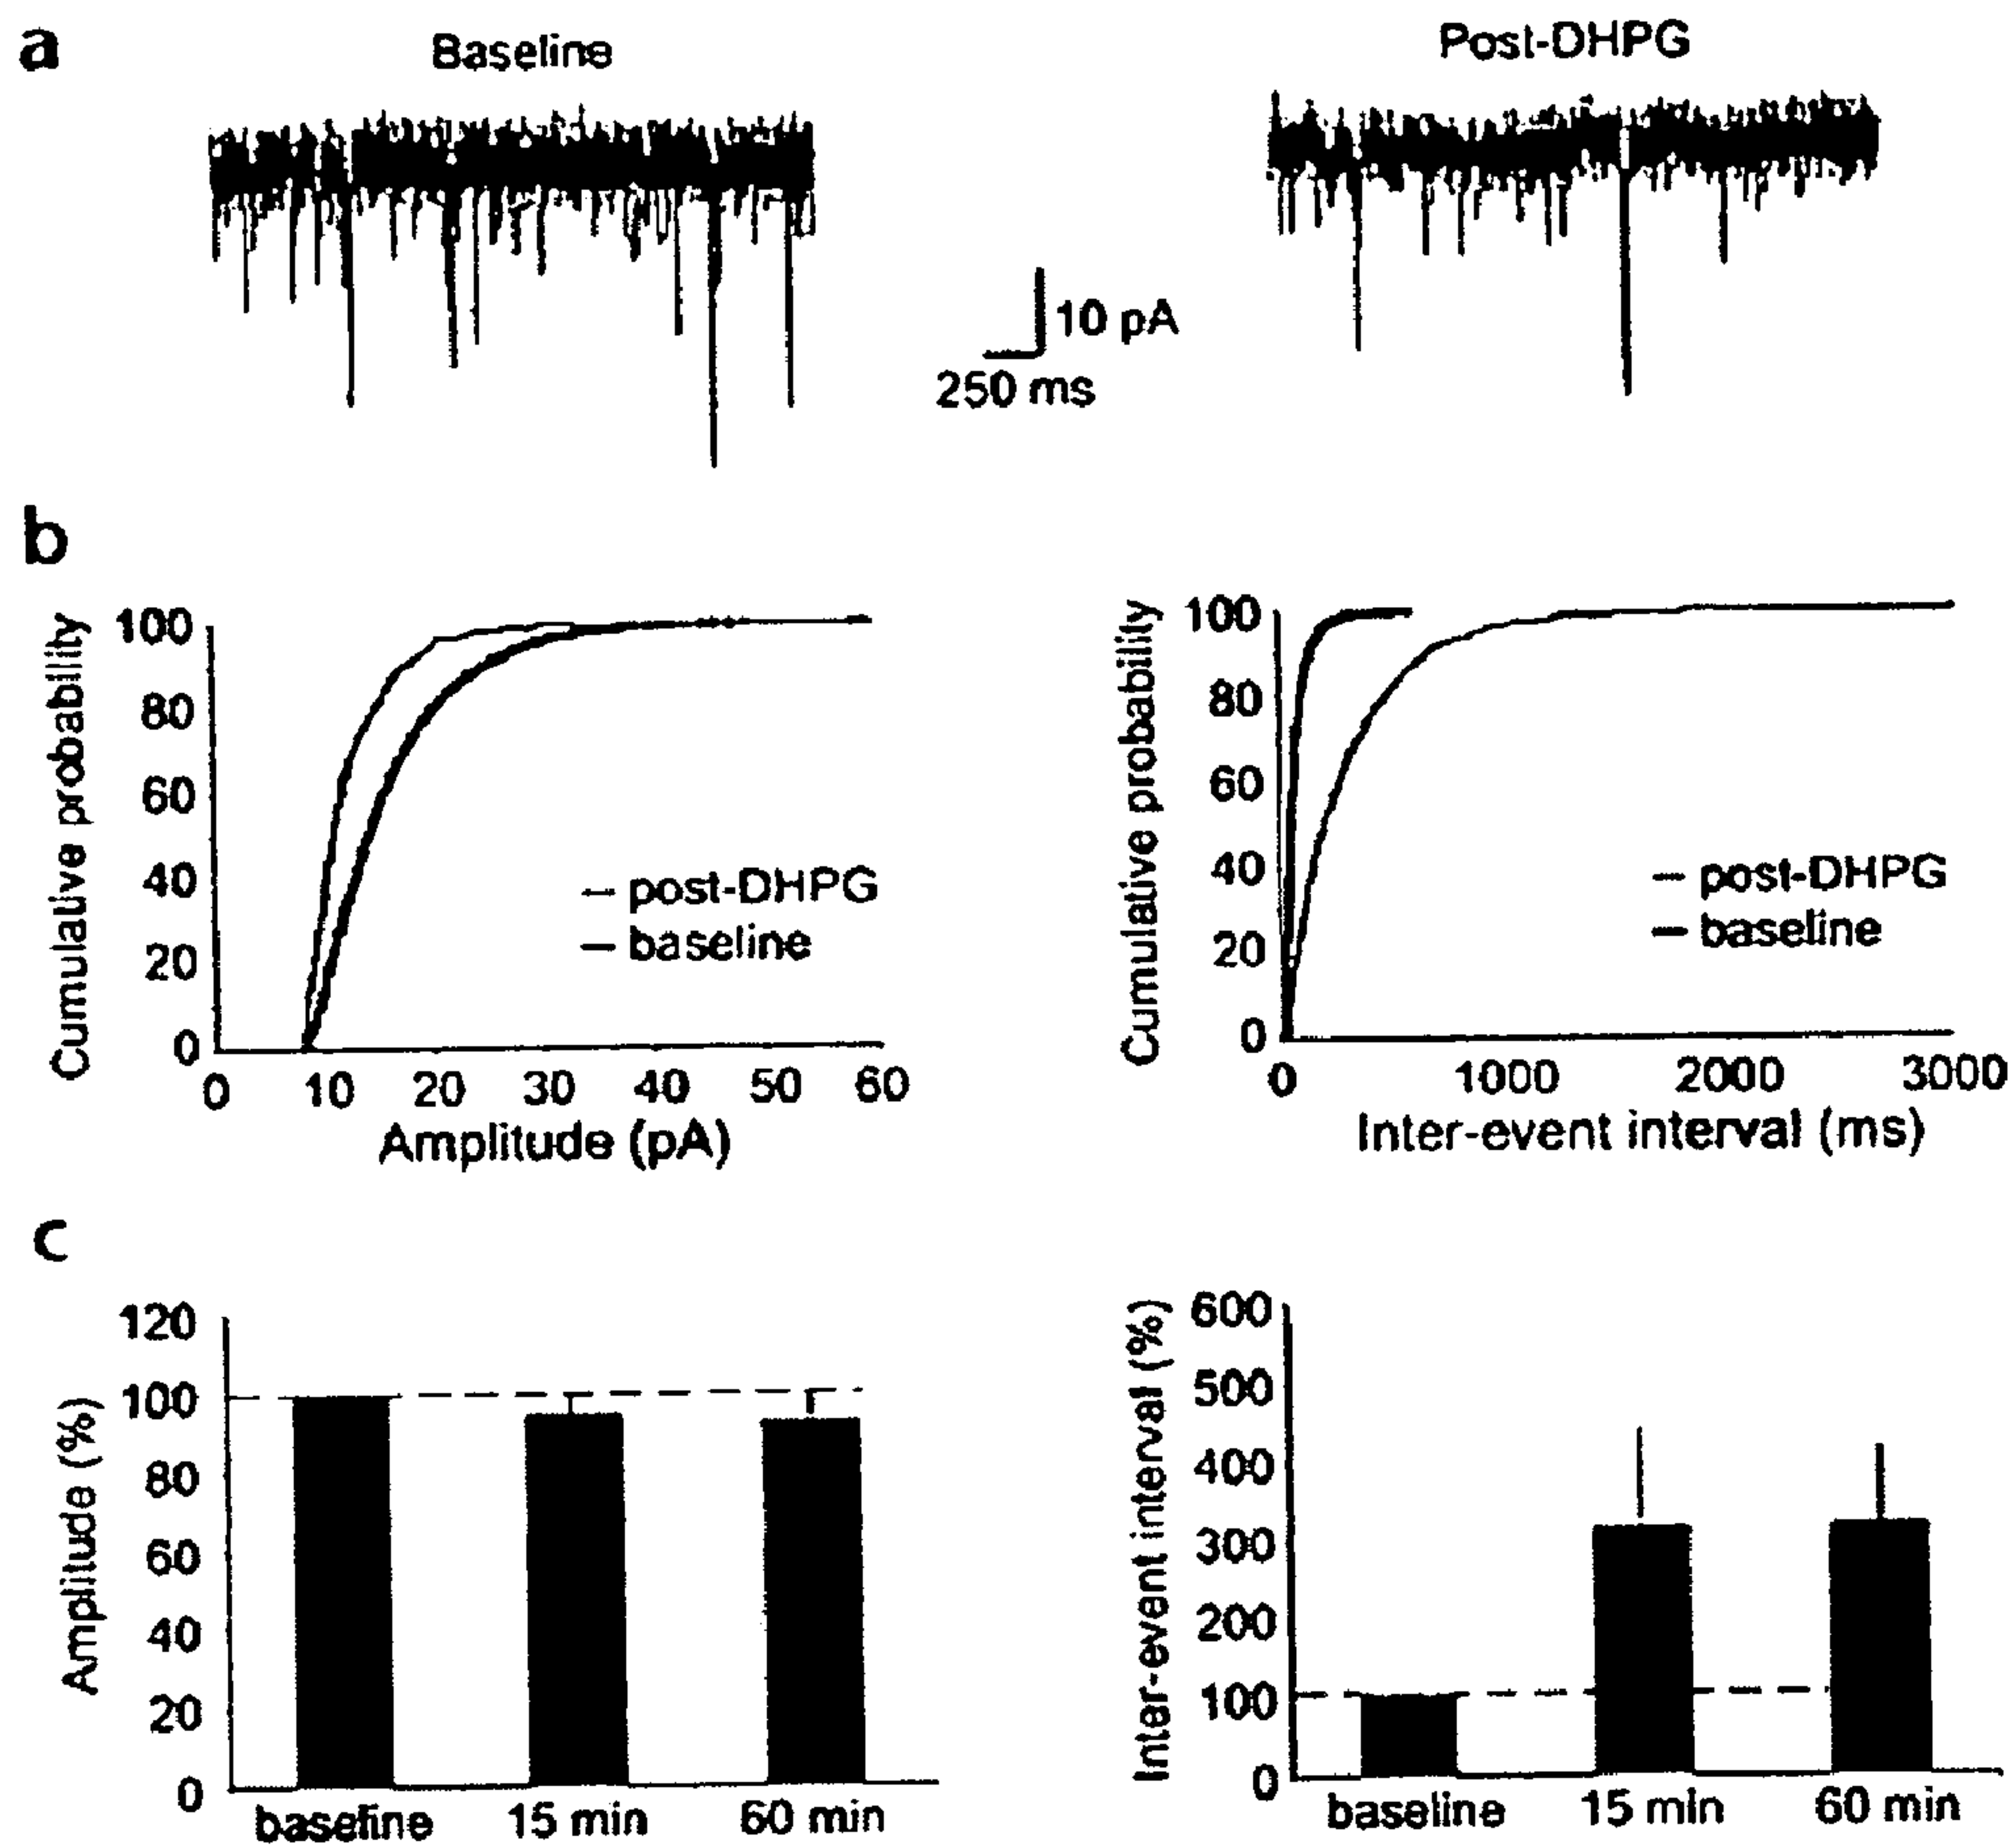 a
Baseline
Post-DHPG
10 pA
250 ms
b
Cumulative probability
100
80
60
40
20
0
0 10 20 30 40 50 60
Amplitude (pA)
post-DHPG
baseline
Cumulative probability
100
80
60
40
20
0
0 1000 2000 3000
Inter-event interval (ms)
post-DHPG
baseline
c
Amplitude (%)
120
100
80
60
40
20
0
baseline 15 min 60 min
Inter-event interval (%)
600
500
400
300
200
100
0
baseline 15 min 60 min